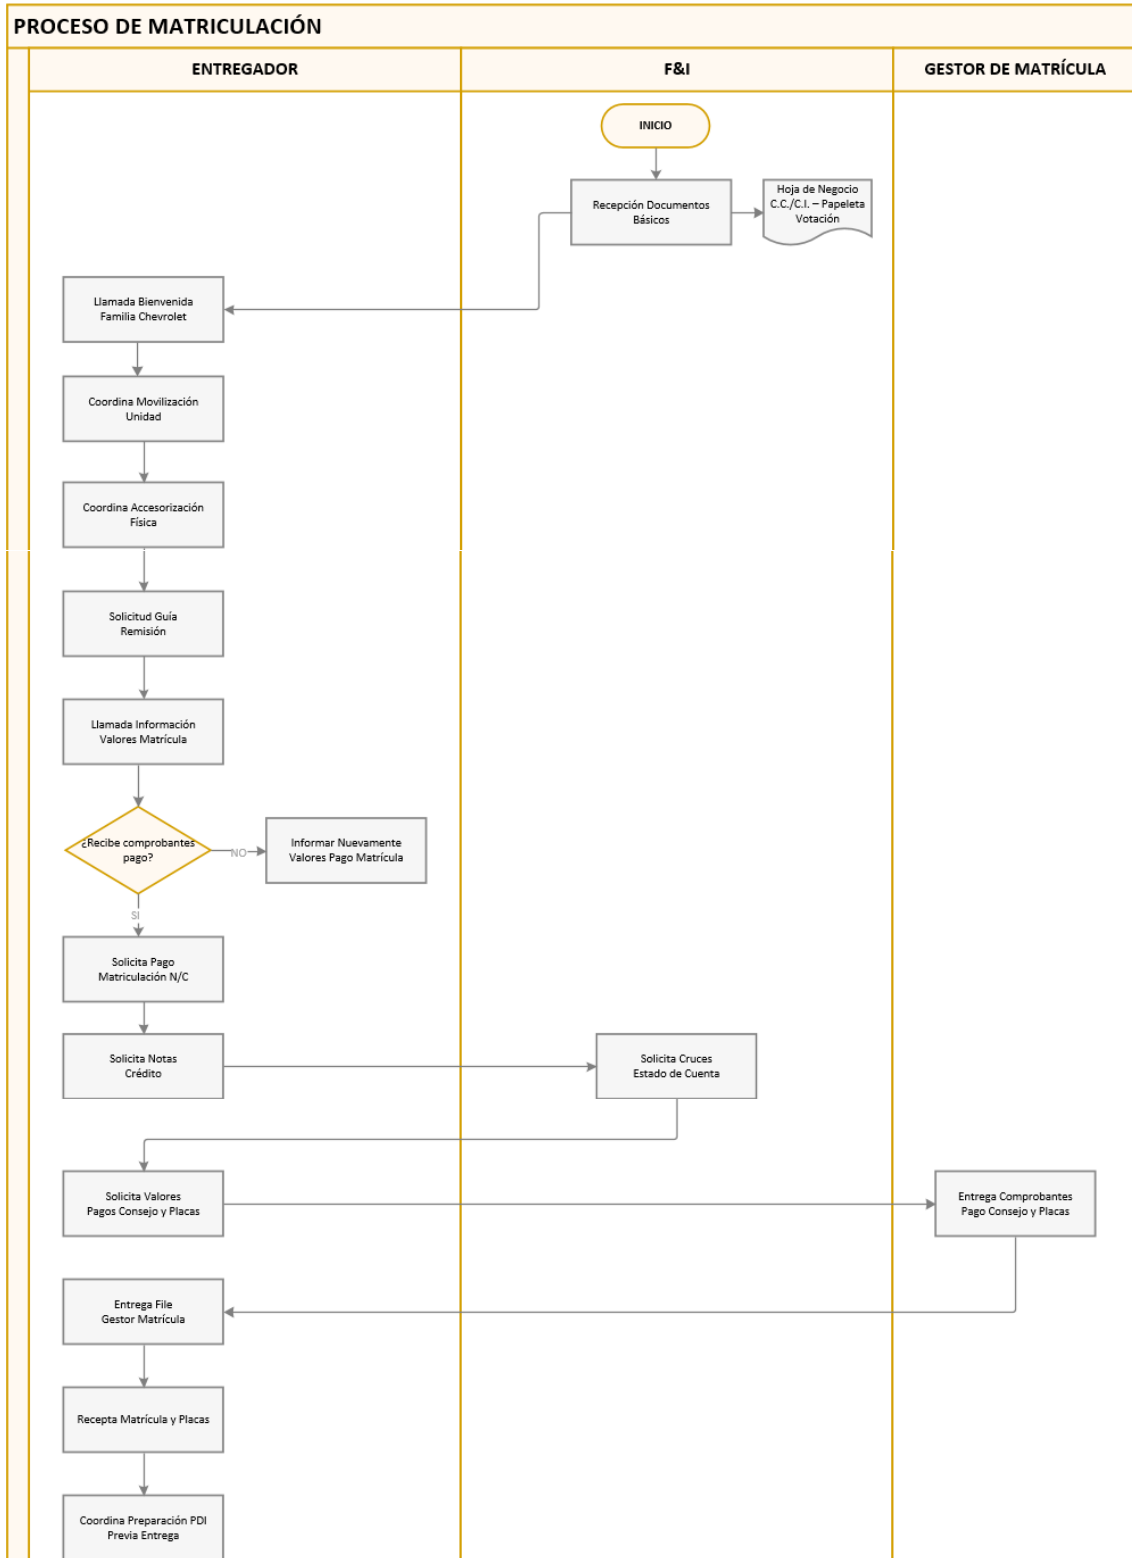 PROCESO DE MATRICULACIÓN
ENTREGADOR
F&I
GESTOR DE MATRÍCULA
INICIO
Recepción Documentos
Básicos
Hoja de Negocio
C.C./C.I. – Papeleta
Votación
Llamada Bienvenida
Familia Chevrolet
Coordina Movilización
Unidad
Coordina Accesorización
Física
Solicitud Guía
Remisión
Llamada Información
Valores Matrícula
¿Recibe comprobantes
pago?
NO
Informar Nuevamente
Valores Pago Matrícula
SI
Solicita Pago
Matriculación N/C
Solicita Notas
Crédito
Solicita Cruces
Estado de Cuenta
Solicita Valores
Pagos Consejo y Placas
Entrega Comprobantes
Pago Consejo y Placas
Entrega File
Gestor Matrícula
Recepta Matrícula y Placas
Coordina Preparación PDI
Previa Entrega